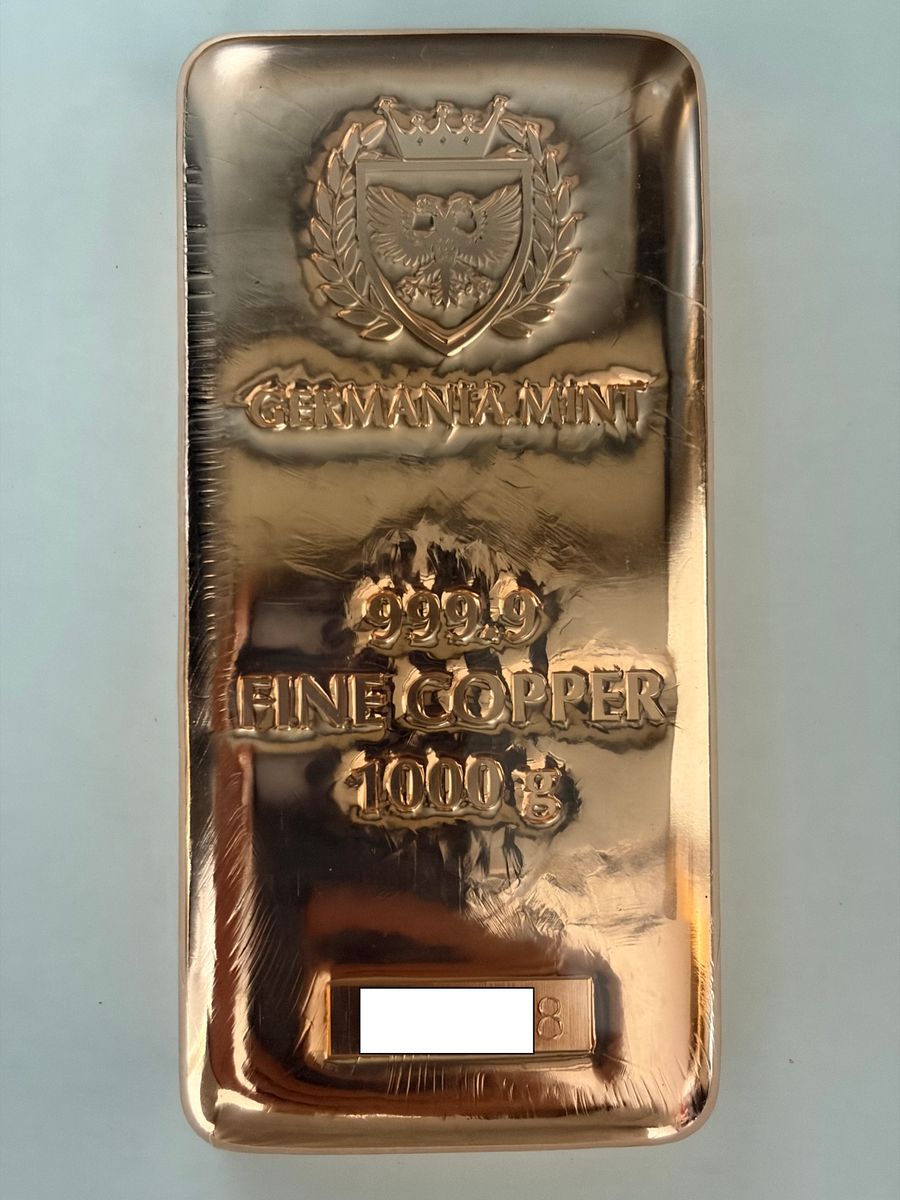 GERMANIA MINT
999.9
FINE COPPER
1000 g
8